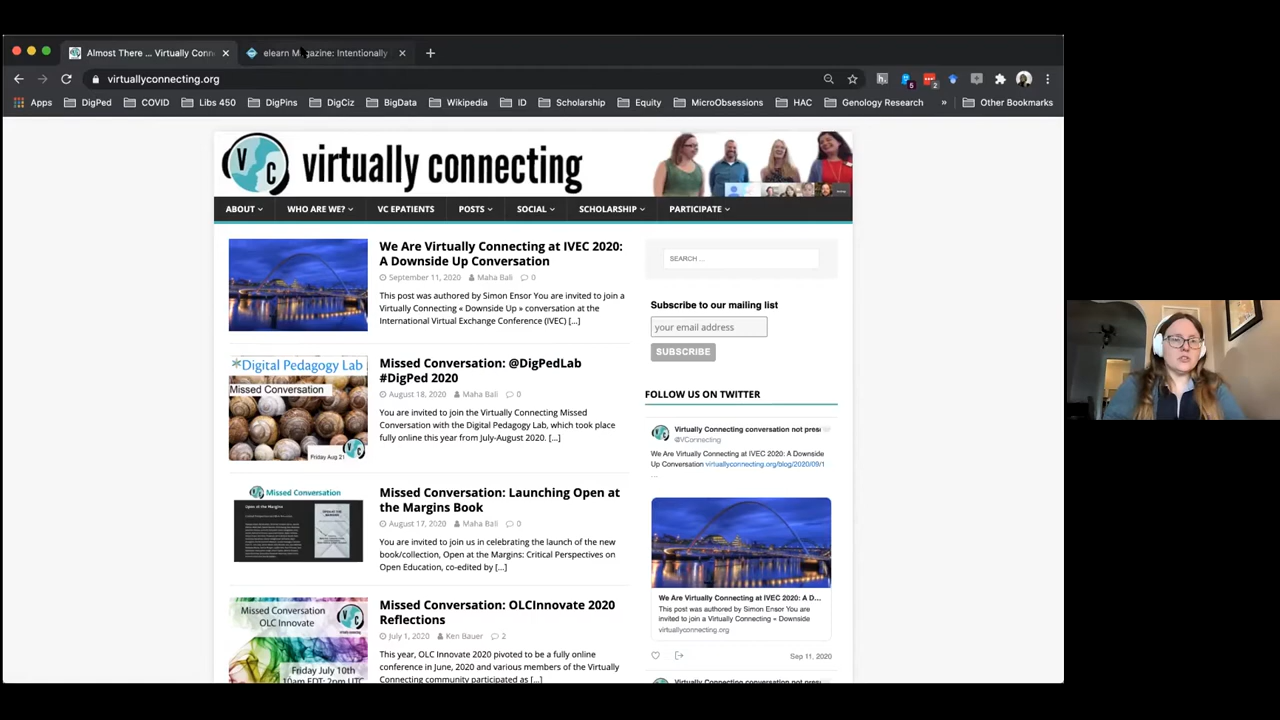 Almost There ... Virtually Conn
elearn Magazine: Intentionally
virtuallyconnecting.org
Apps
DigPed
COVID
Libs 450
DigPins
DigCiz
BigData
Wikipedia
ID
Scholarship
Equity
MicroObsessions
HAC
Genology Research
»
Other Bookmarks
V C virtually connecting
ABOUT
WHO ARE WE?
VC EPATIENTS
POSTS
SOCIAL
SCHOLARSHIP
PARTICIPATE
We Are Virtually Connecting at IVEC 2020:
A Downside Up Conversation
September 11, 2020 Maha Bali 0
This post was authored by Simon Ensor You are invited to join a
Virtually Connecting « Downside Up » conversation at the
International Virtual Exchange Conference (IVEC) [...]
Digital Pedagogy Lab
Missed Conversation
Friday Aug 21
Missed Conversation: @DigPedLab
#DigPed 2020
August 18, 2020 Maha Bali 0
You are invited to join the Virtually Connecting Missed
Conversation with the Digital Pedagogy Lab, which took place
fully online this year from July-August 2020. [...]
Missed Conversation
Missed Conversation: Launching Open at
the Margins Book
August 17, 2020 Maha Bali 0
You are invited to join us in celebrating the launch of the new
book/collection, Open at the Margins: Critical Perspectives on
Open Education, co-edited by [...]
Missed Conversation
OLC Innovate
Friday July 10th
10am EDT; 2pm UTC
Missed Conversation: OLCInnovate 2020
Reflections
July 1, 2020 Ken Bauer 2
This year, OLC Innovate 2020 pivoted to be a fully online
conference in June, 2020 and various members of the Virtually
Connecting community participated as [...]
SEARCH ...
Subscribe to our mailing list
your email address
SUBSCRIBE
FOLLOW US ON TWITTER
Virtually Connecting conversation not pres
@VConnecting
We Are Virtually Connecting at IVEC 2020: A Downside
Up Conversation virtuallyconnecting.org/blog/2020/09/1
...
We Are Virtually Connecting at IVEC 2020: A D...
This post was authored by Simon Ensor You are
invited to join a Virtually Connecting « Downside
virtuallyconnecting.org
Sep 11, 2020
Virtually Connecting conversation not pres